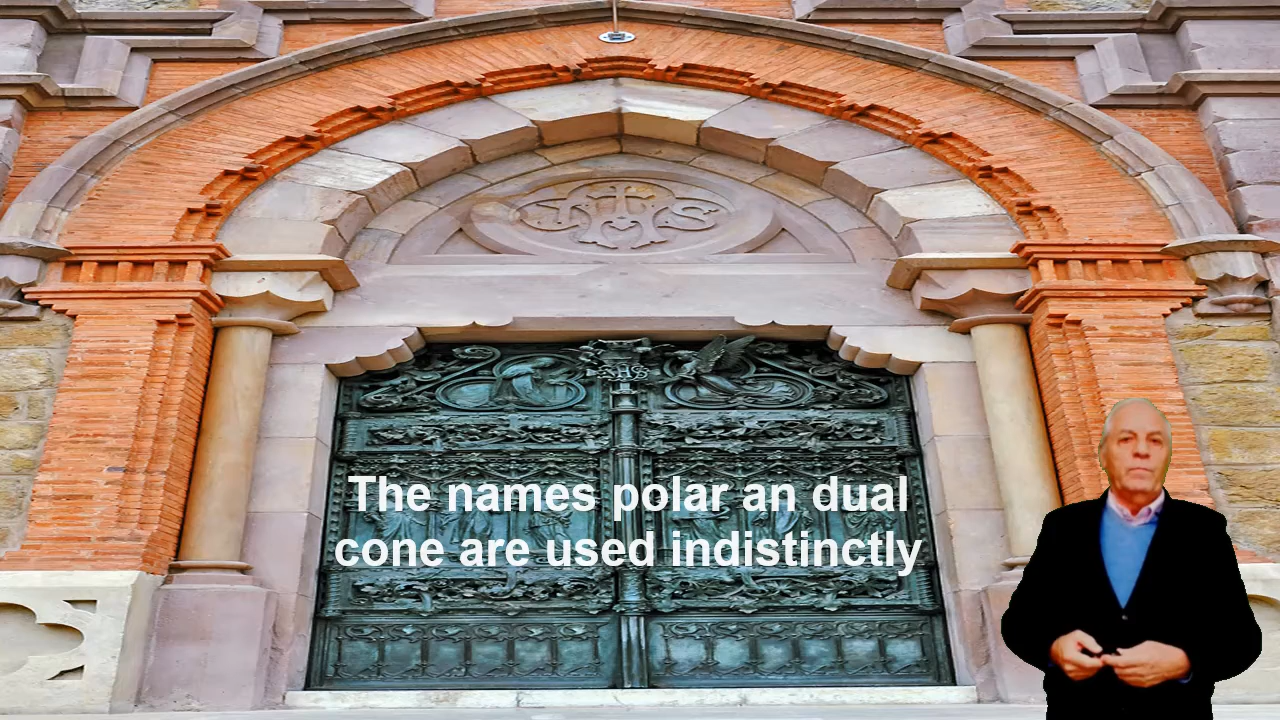 The names polar an dual
cone are used indistinctly